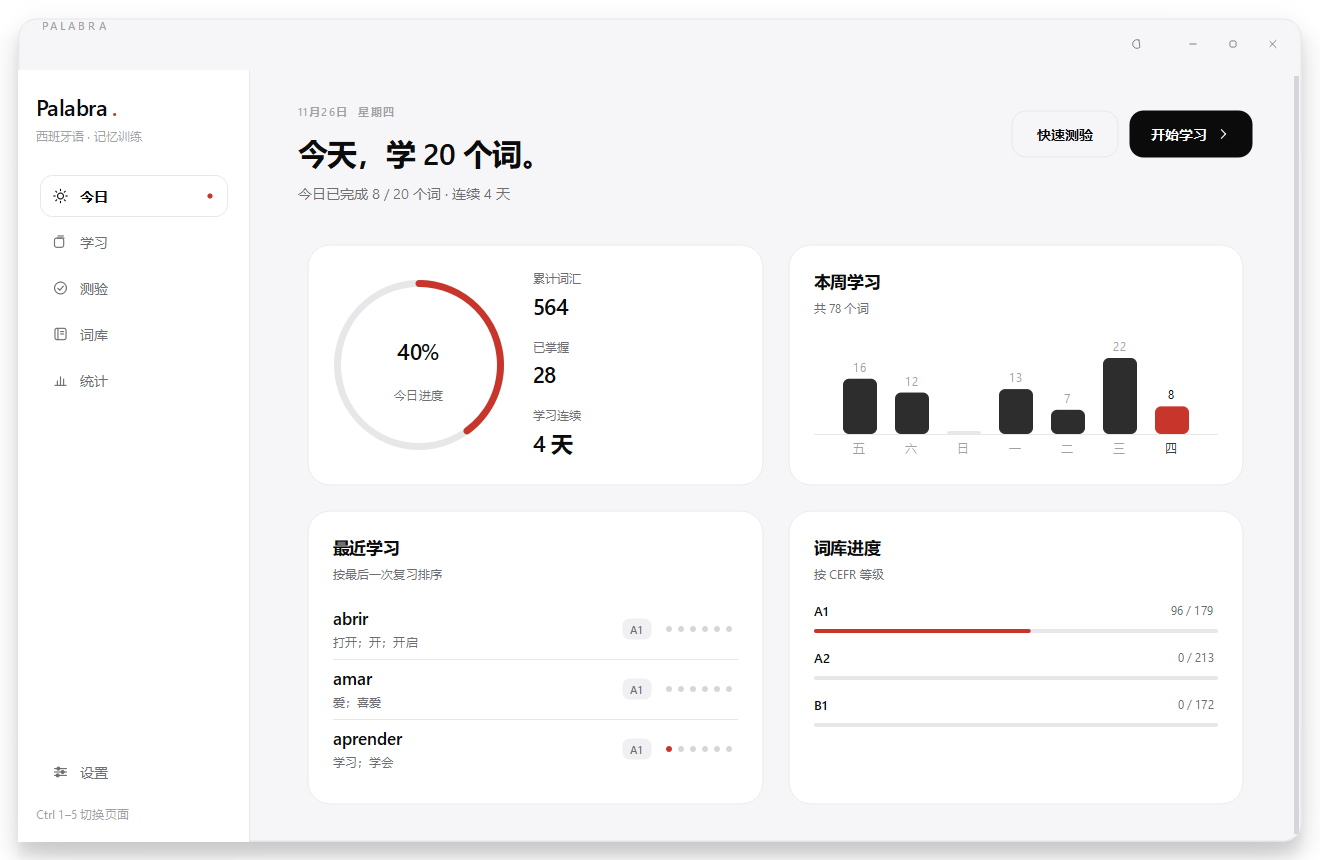 PALABRA
Palabra .
西班牙语 · 记忆训练
今日
学习
测验
词库
统计
设置
Ctrl 1–5 切换页面
11月26日 星期四
今天，学 20 个词。
今日已完成 8 / 20 个词 · 连续 4 天
快速测验
开始学习
40%
今日进度
累计词汇
564
已掌握
28
学习连续
4 天
本周学习
共 78 个词
16 12 13 7 22 8
五 六 日 一 二 三 四
最近学习
按最后一次复习排序
abrir
打开；开；开启
A1
amar
爱；喜爱
A1
aprender
学习；学会
A1
词库进度
按 CEFR 等级
A1 96 / 179
A2 0 / 213
B1 0 / 172